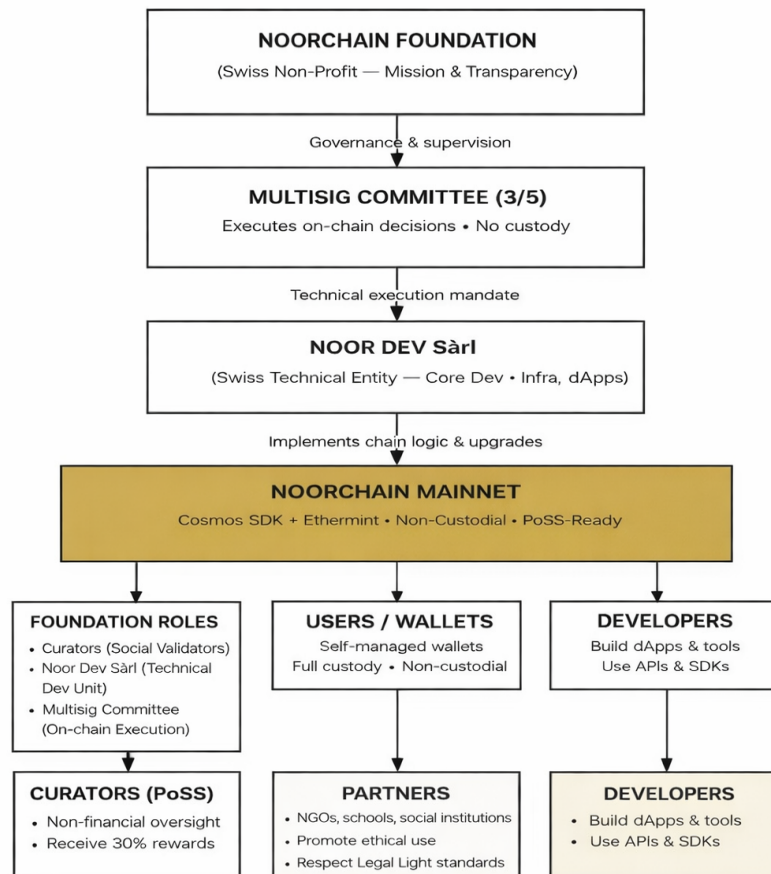 NOORCHAIN FOUNDATION
(Swiss Non-Profit — Mission & Transparency)
Governance & supervision
MULTISIG COMMITTEE (3/5)
Executes on-chain decisions • No custody
Technical execution mandate
NOOR DEV Sàrl
(Swiss Technical Entity — Core Dev • Infra, dApps)
Implements chain logic & upgrades
NOORCHAIN MAINNET
Cosmos SDK + Ethermint • Non-Custodial • PoSS-Ready
FOUNDATION ROLES
• Curators (Social Validators)
• Noor Dev Sàrl (Technical
Dev Unit)
• Multisig Committee
(On-chain Execution)
USERS / WALLETS
Self-managed wallets
Full custody • Non-custodial
DEVELOPERS
Build dApps & tools
Use APIs & SDKs
CURATORS (PoSS)
• Non-financial oversight
• Receive 30% rewards
PARTNERS
• NGOs, schools, social institutions
• Promote ethical use
• Respect Legal Light standards
DEVELOPERS
• Build dApps & tools
• Use APIs & SDKs